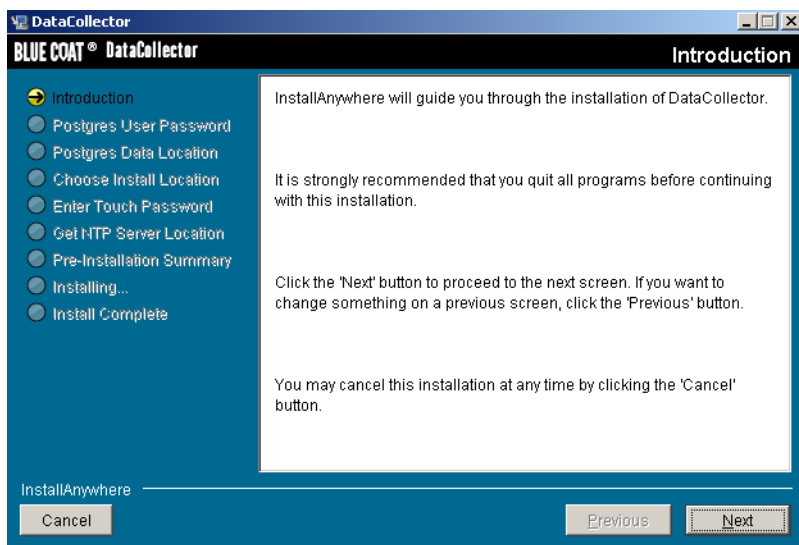 DataCollector
BLUE COAT ® DataCollector
Introduction
Introduction
Postgres User Password
Postgres Data Location
Choose Install Location
Enter Touch Password
Get NTP Server Location
Pre-Installation Summary
Installing...
Install Complete
InstallAnywhere will guide you through the installation of DataCollector.
It is strongly recommended that you quit all programs before continuing
with this installation.
Click the 'Next' button to proceed to the next screen. If you want to
change something on a previous screen, click the 'Previous' button.
You may cancel this installation at any time by clicking the 'Cancel'
button.
InstallAnywhere
Cancel
Previous
Next